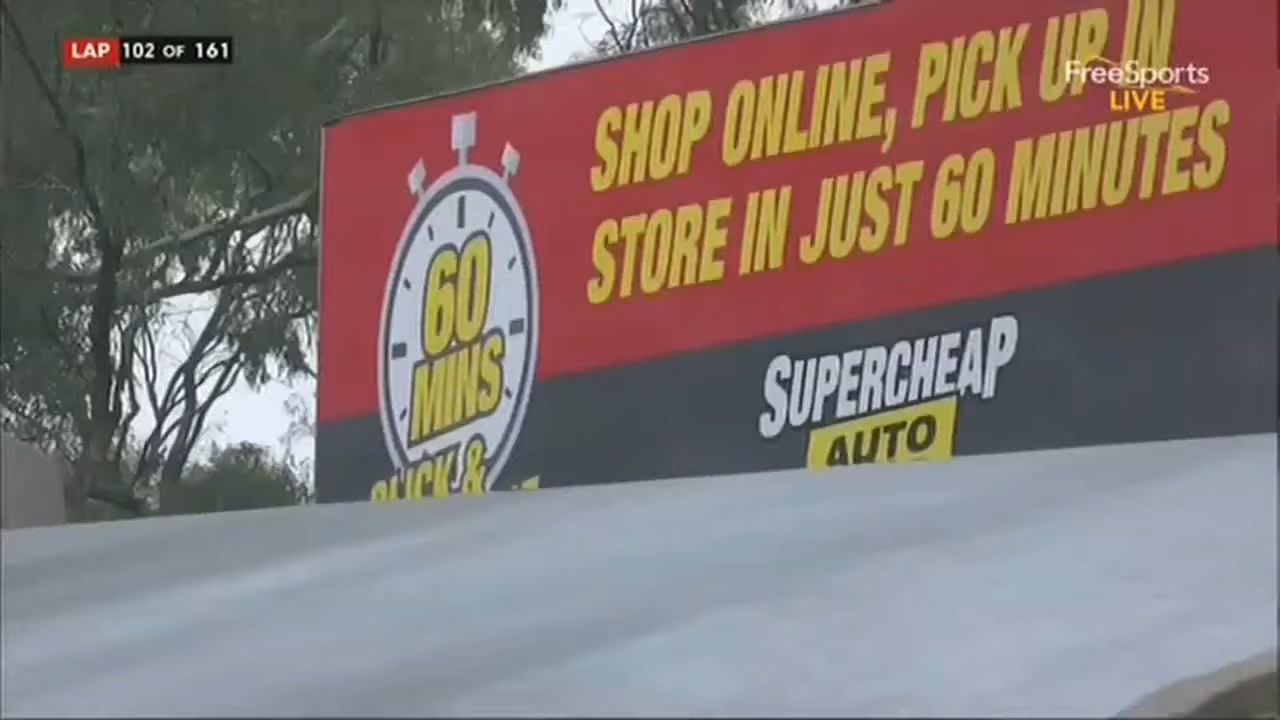 LAP 102 OF 161
FreeSports
LIVE
SHOP ONLINE, PICK UP IN
STORE IN JUST 60 MINUTES
60
MINS
CLICK &
SUPERCHEAP
AUTO